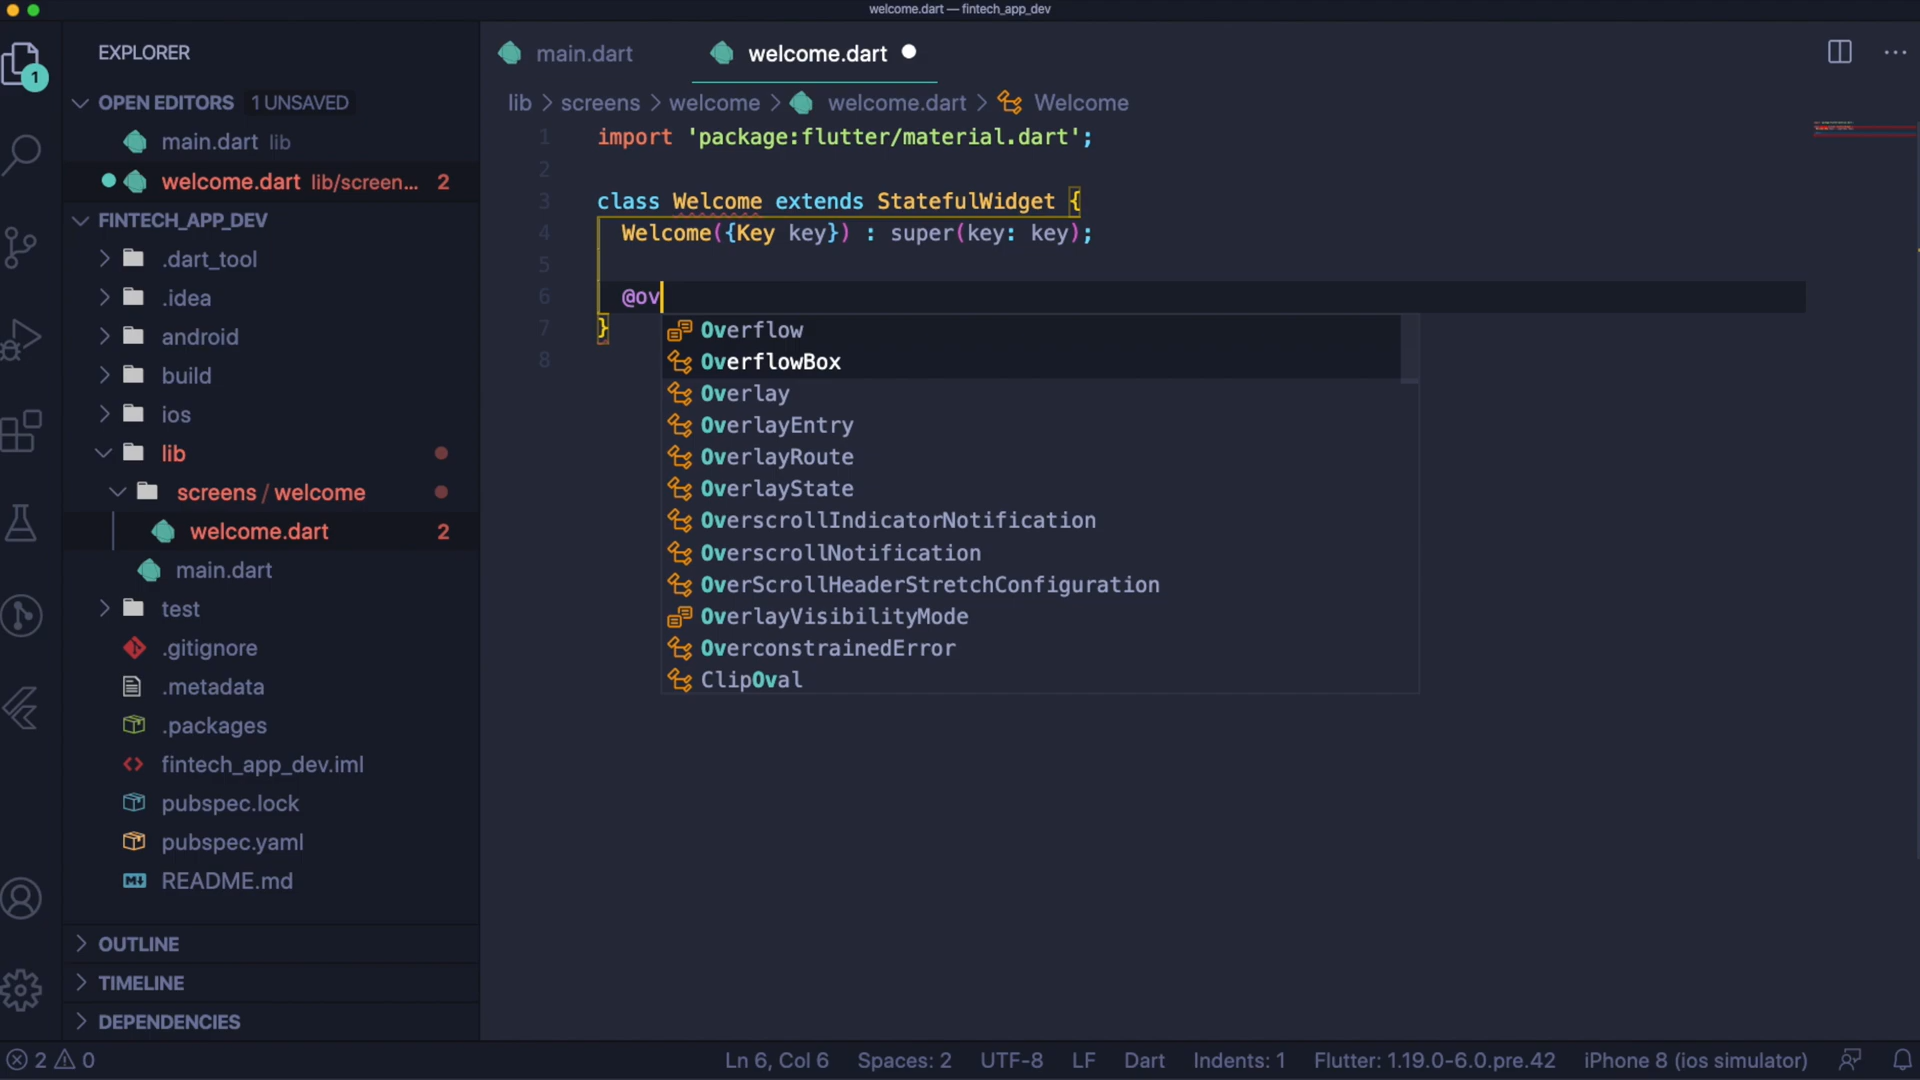 welcome.dart — fintech_app_dev
EXPLORER
1
OPEN EDITORS 1 UNSAVED
main.dart lib
welcome.dart lib/screen... 2
FINTECH_APP_DEV
.dart_tool
.idea
android
build
ios
lib
screens / welcome
welcome.dart 2
main.dart
test
.gitignore
.metadata
.packages
fintech_app_dev.iml
pubspec.lock
pubspec.yaml
README.md
OUTLINE
TIMELINE
DEPENDENCIES
main.dart
welcome.dart
lib > screens > welcome > welcome.dart > Welcome
1 import 'package:flutter/material.dart';
2
3 class Welcome extends StatefulWidget {
4 Welcome({Key key}) : super(key: key);
5
6 @ov
7 }
8
Overflow
OverflowBox
Overlay
OverlayEntry
OverlayRoute
OverlayState
OverscrollIndicatorNotification
OverscrollNotification
OverScrollHeaderStretchConfiguration
OverlayVisibilityMode
OverconstrainedError
ClipOval
2 0
Ln 6, Col 6 Spaces: 2 UTF-8 LF Dart Indents: 1 Flutter: 1.19.0-6.0.pre.42 iPhone 8 (ios simulator)